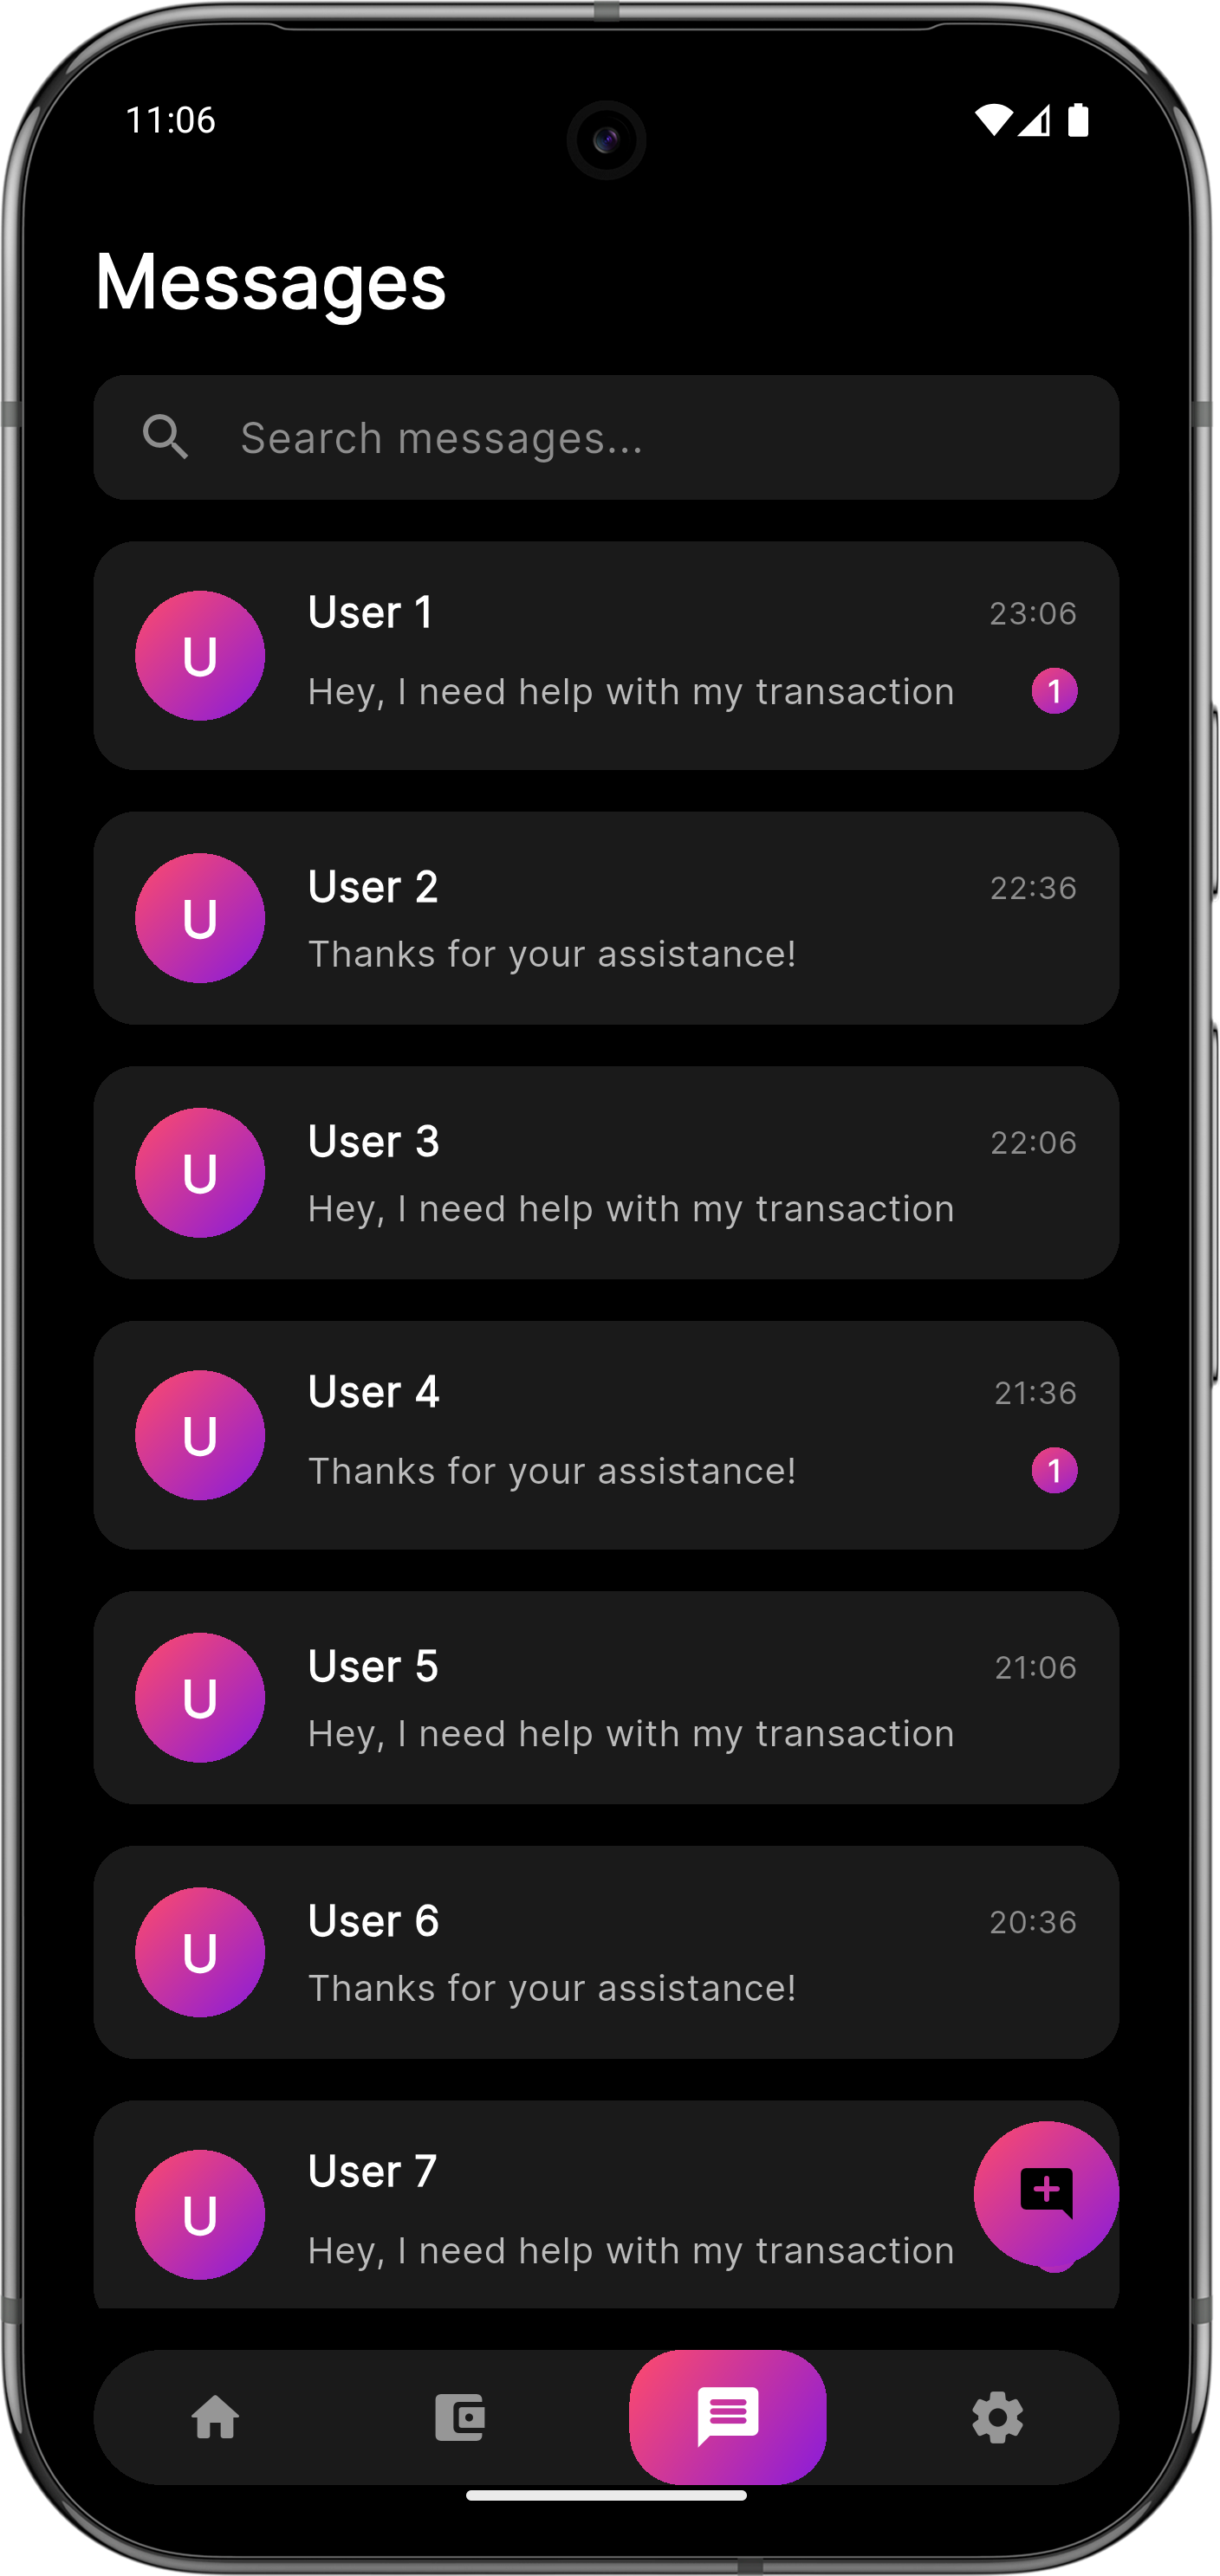 11:06
Messages
Search messages...
U
User 1
23:06
Hey, I need help with my transaction
1
U
User 2
22:36
Thanks for your assistance!
U
User 3
22:06
Hey, I need help with my transaction
U
User 4
21:36
Thanks for your assistance!
1
U
User 5
21:06
Hey, I need help with my transaction
U
User 6
20:36
Thanks for your assistance!
U
User 7
Hey, I need help with my transaction